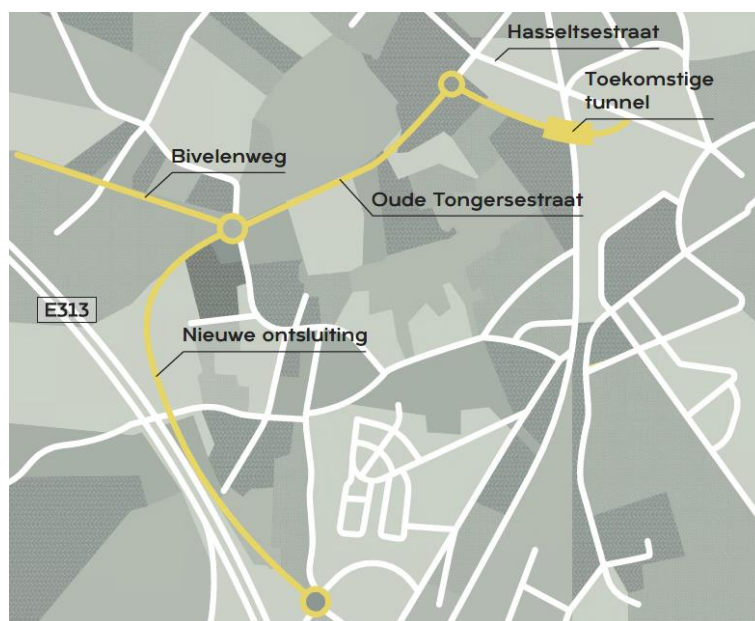 Hasseltsestraat
Toekomstige
tunnel
Bivelenweg
Oude Tongersestraat
E313
Nieuwe ontsluiting